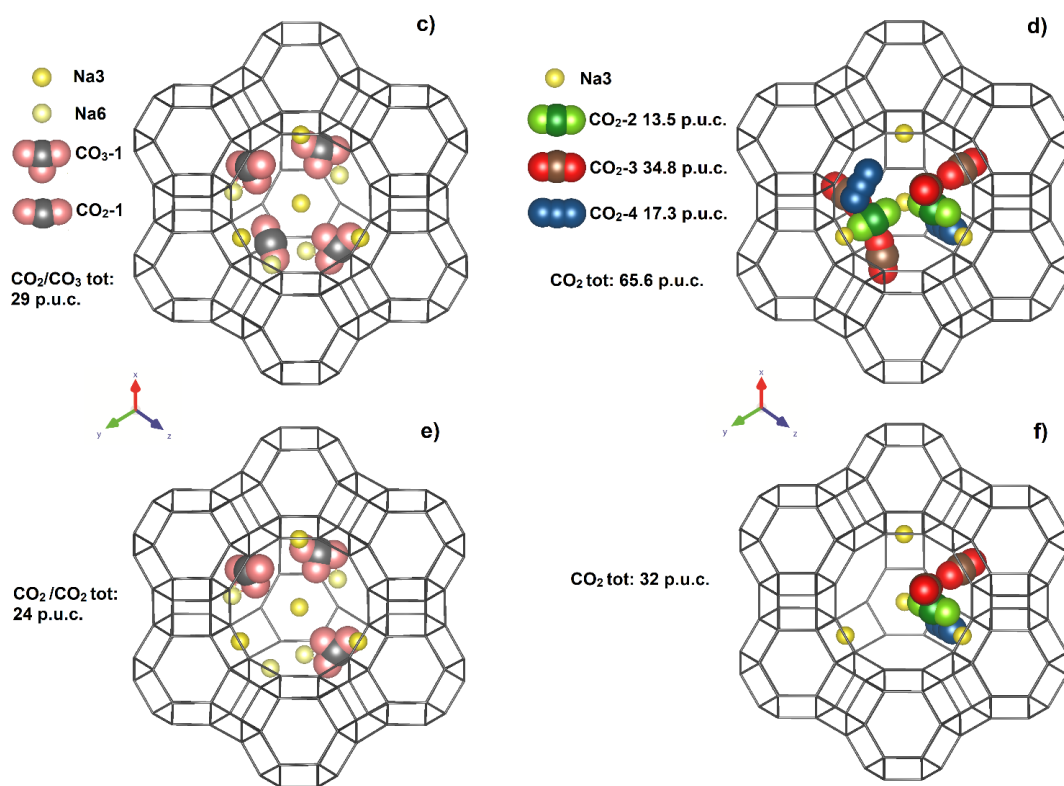 c)
Na3
Na6
CO₃-1
CO₂-1
CO₂/CO₃ tot:
29 p.u.c.
x
y
z
d)
Na3
CO₂-2 13.5 p.u.c.
CO₂-3 34.8 p.u.c.
CO₂-4 17.3 p.u.c.
CO₂ tot: 65.6 p.u.c.
x
y
z
e)
CO₂ /CO₂ tot:
24 p.u.c.
f)
CO₂ tot: 32 p.u.c.